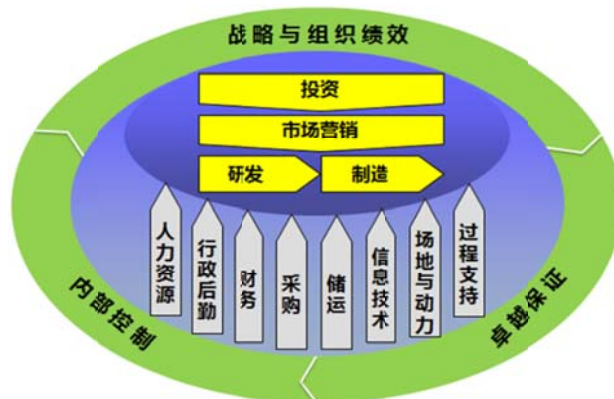 战略与组织绩效
投资
市场营销
研发
制造
人力资源
行政后勤
财务
采购
储运
信息技术
场地与动力
过程支持
内部控制
卓越保证